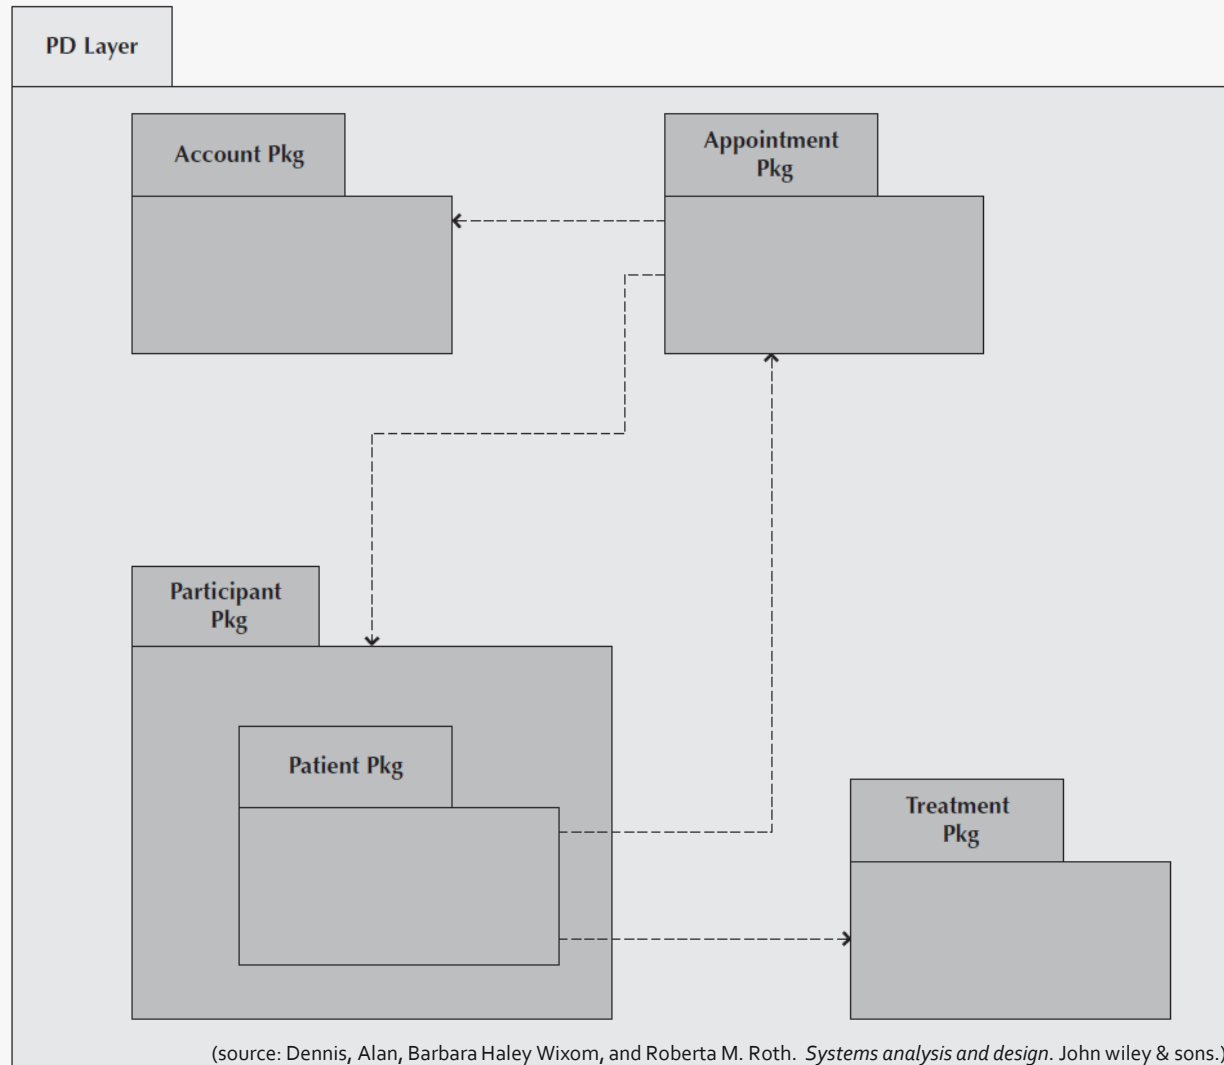 PD Layer
Account Pkg
Appointment
Pkg
Participant
Pkg
Patient Pkg
Treatment
Pkg
(source: Dennis, Alan, Barbara Haley Wixom, and Roberta M. Roth. Systems analysis and design. John wiley & sons.)